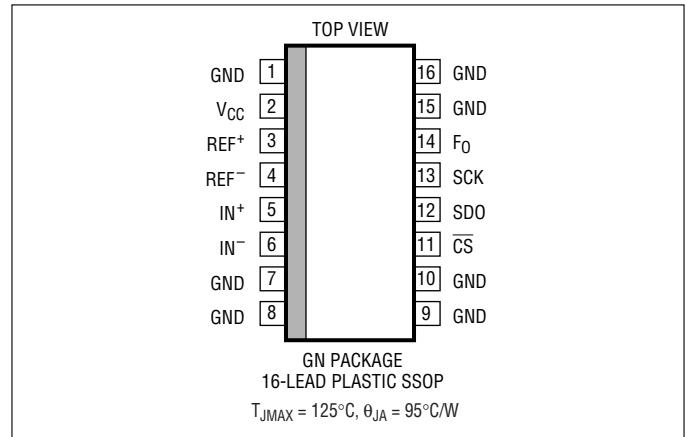 TOP VIEW
GND 1 16 GND
VCC 2 15 GND
REF+ 3 14 FO
REF− 4 13 SCK
IN+ 5 12 SDO
IN− 6 11 C̅S̅
GND 7 10 GND
GND 8 9 GND
GN PACKAGE
16-LEAD PLASTIC SSOP
TJMAX = 125°C, θJA = 95°C/W